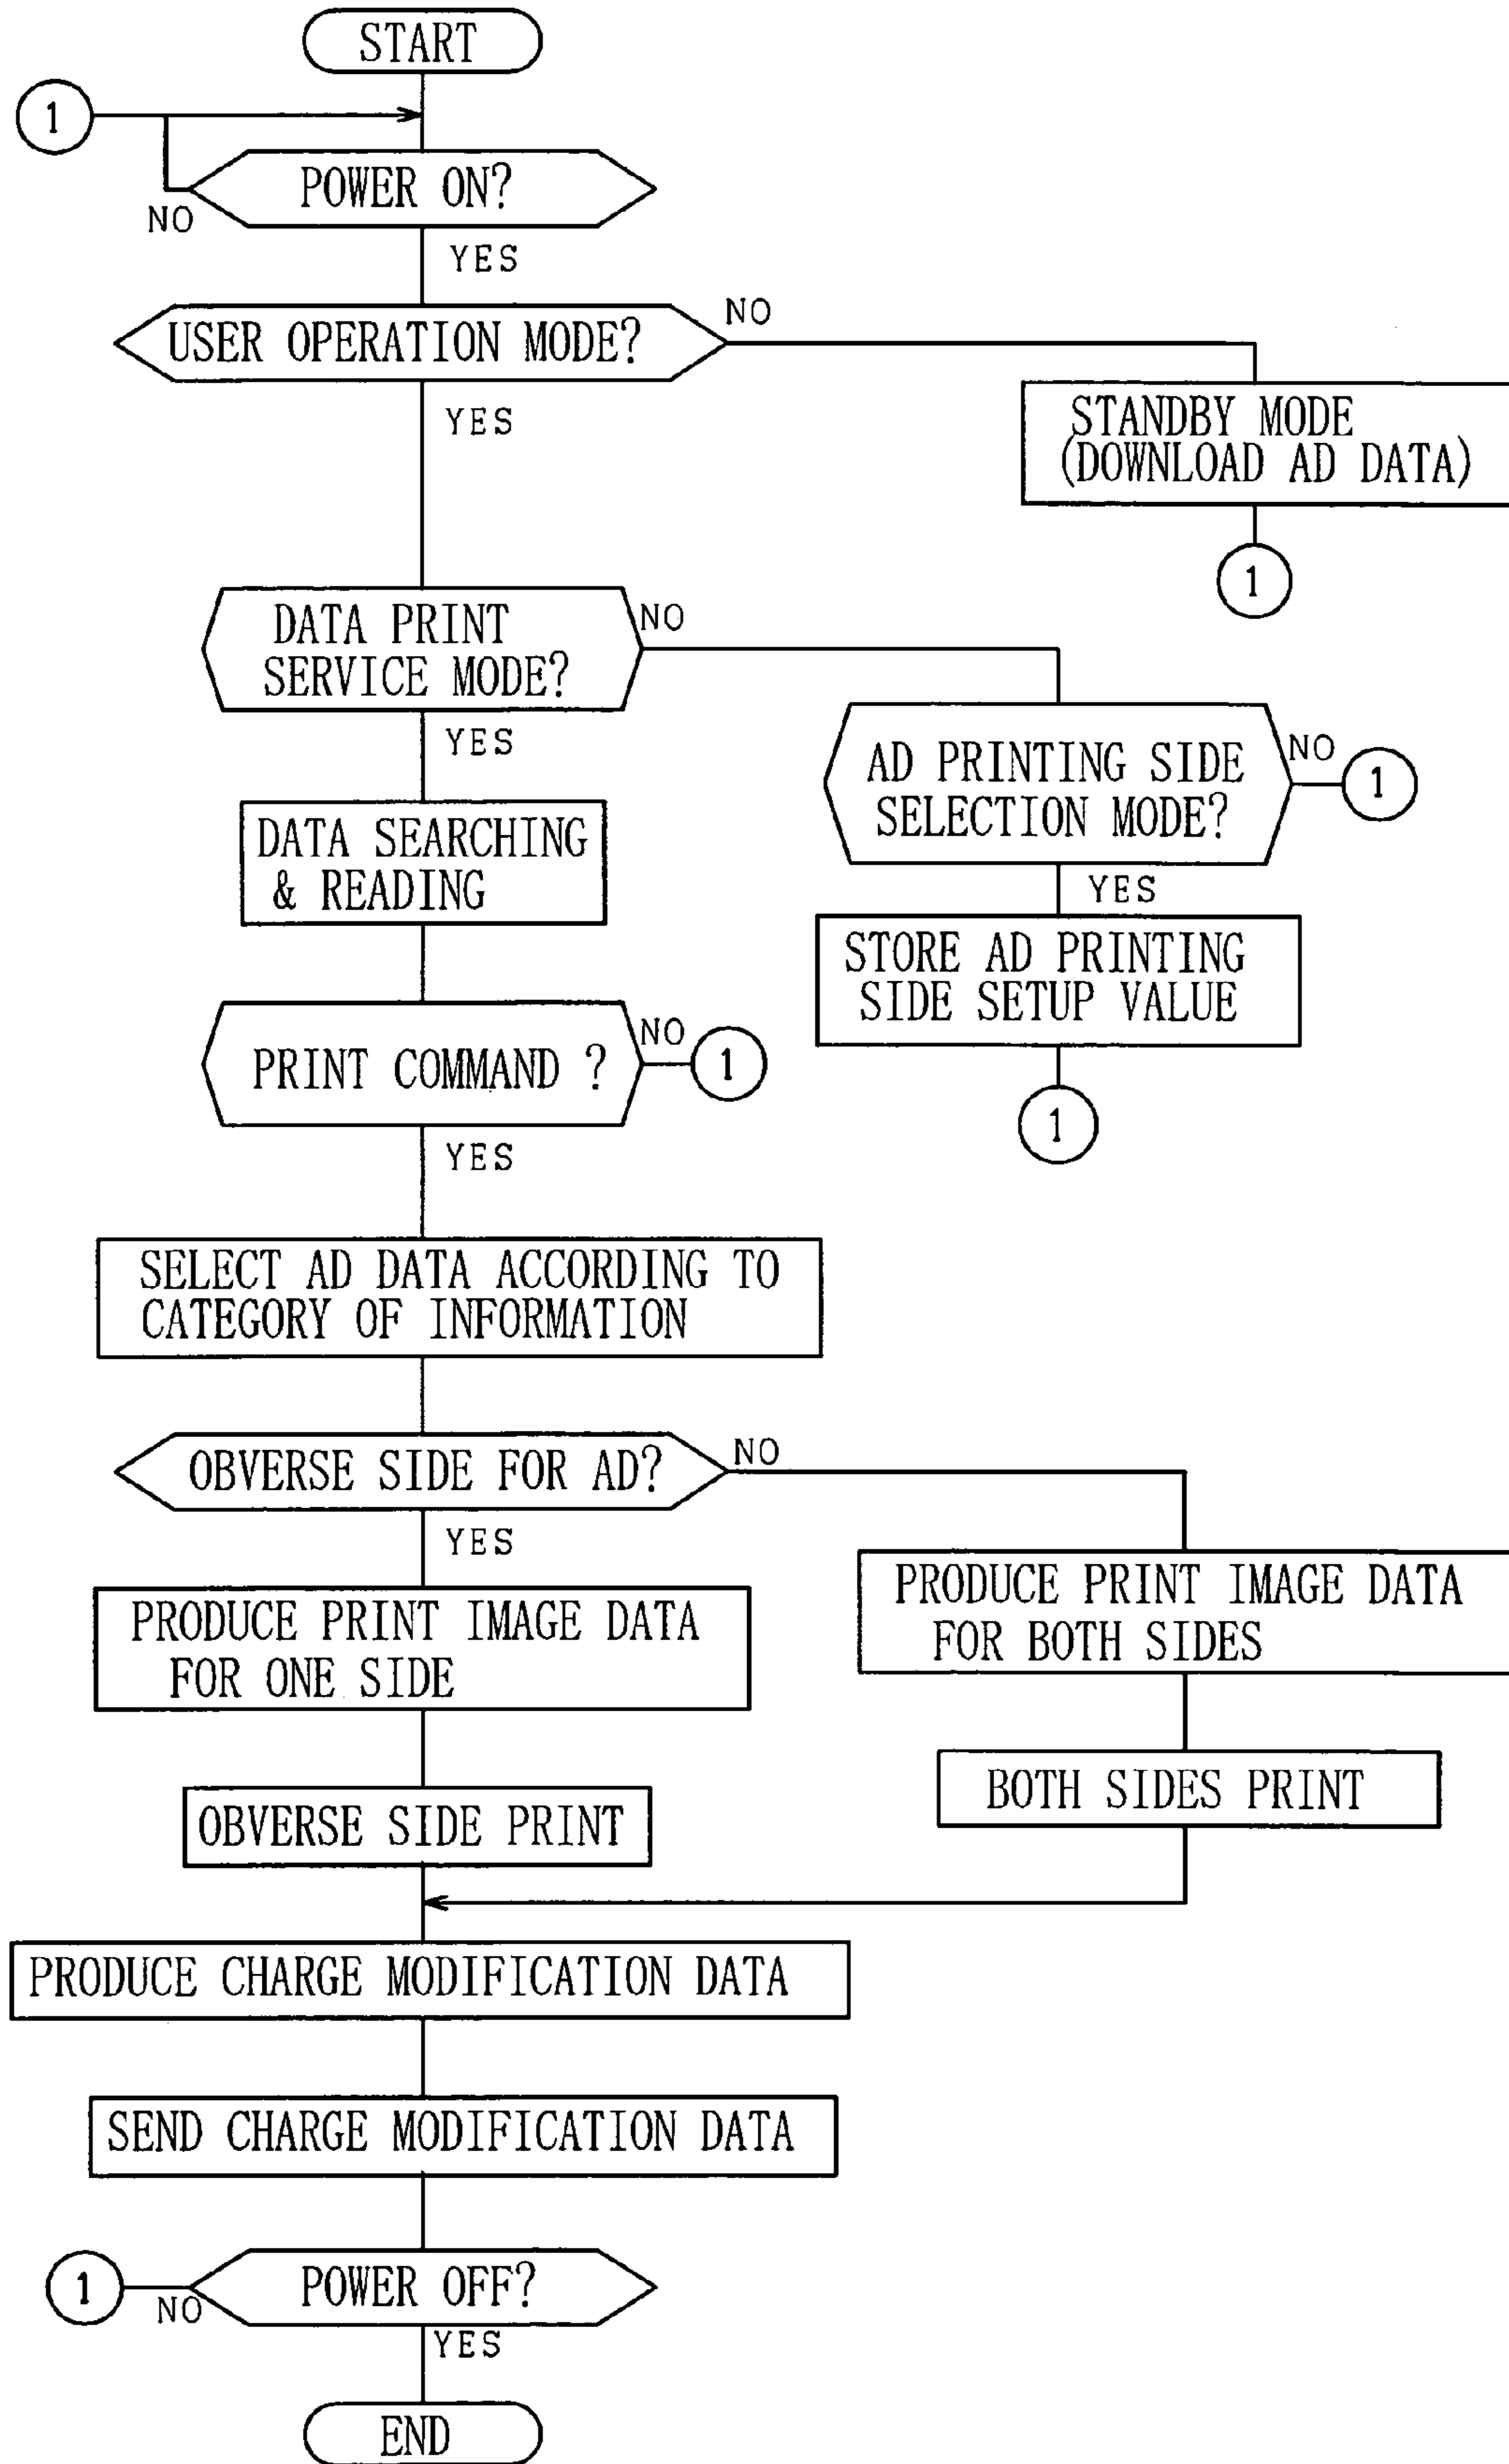 START
1
POWER ON?
NO
YES
USER OPERATION MODE?
NO
YES
STANDBY MODE
(DOWNLOAD AD DATA)
1
DATA PRINT
SERVICE MODE?
NO
YES
AD PRINTING SIDE
SELECTION MODE?
NO
1
YES
DATA SEARCHING
& READING
STORE AD PRINTING
SIDE SETUP VALUE
1
PRINT COMMAND ?
NO
1
YES
SELECT AD DATA ACCORDING TO
CATEGORY OF INFORMATION
OBVERSE SIDE FOR AD?
NO
YES
PRODUCE PRINT IMAGE DATA
FOR BOTH SIDES
PRODUCE PRINT IMAGE DATA
FOR ONE SIDE
BOTH SIDES PRINT
OBVERSE SIDE PRINT
PRODUCE CHARGE MODIFICATION DATA
SEND CHARGE MODIFICATION DATA
1
NO
POWER OFF?
YES
END